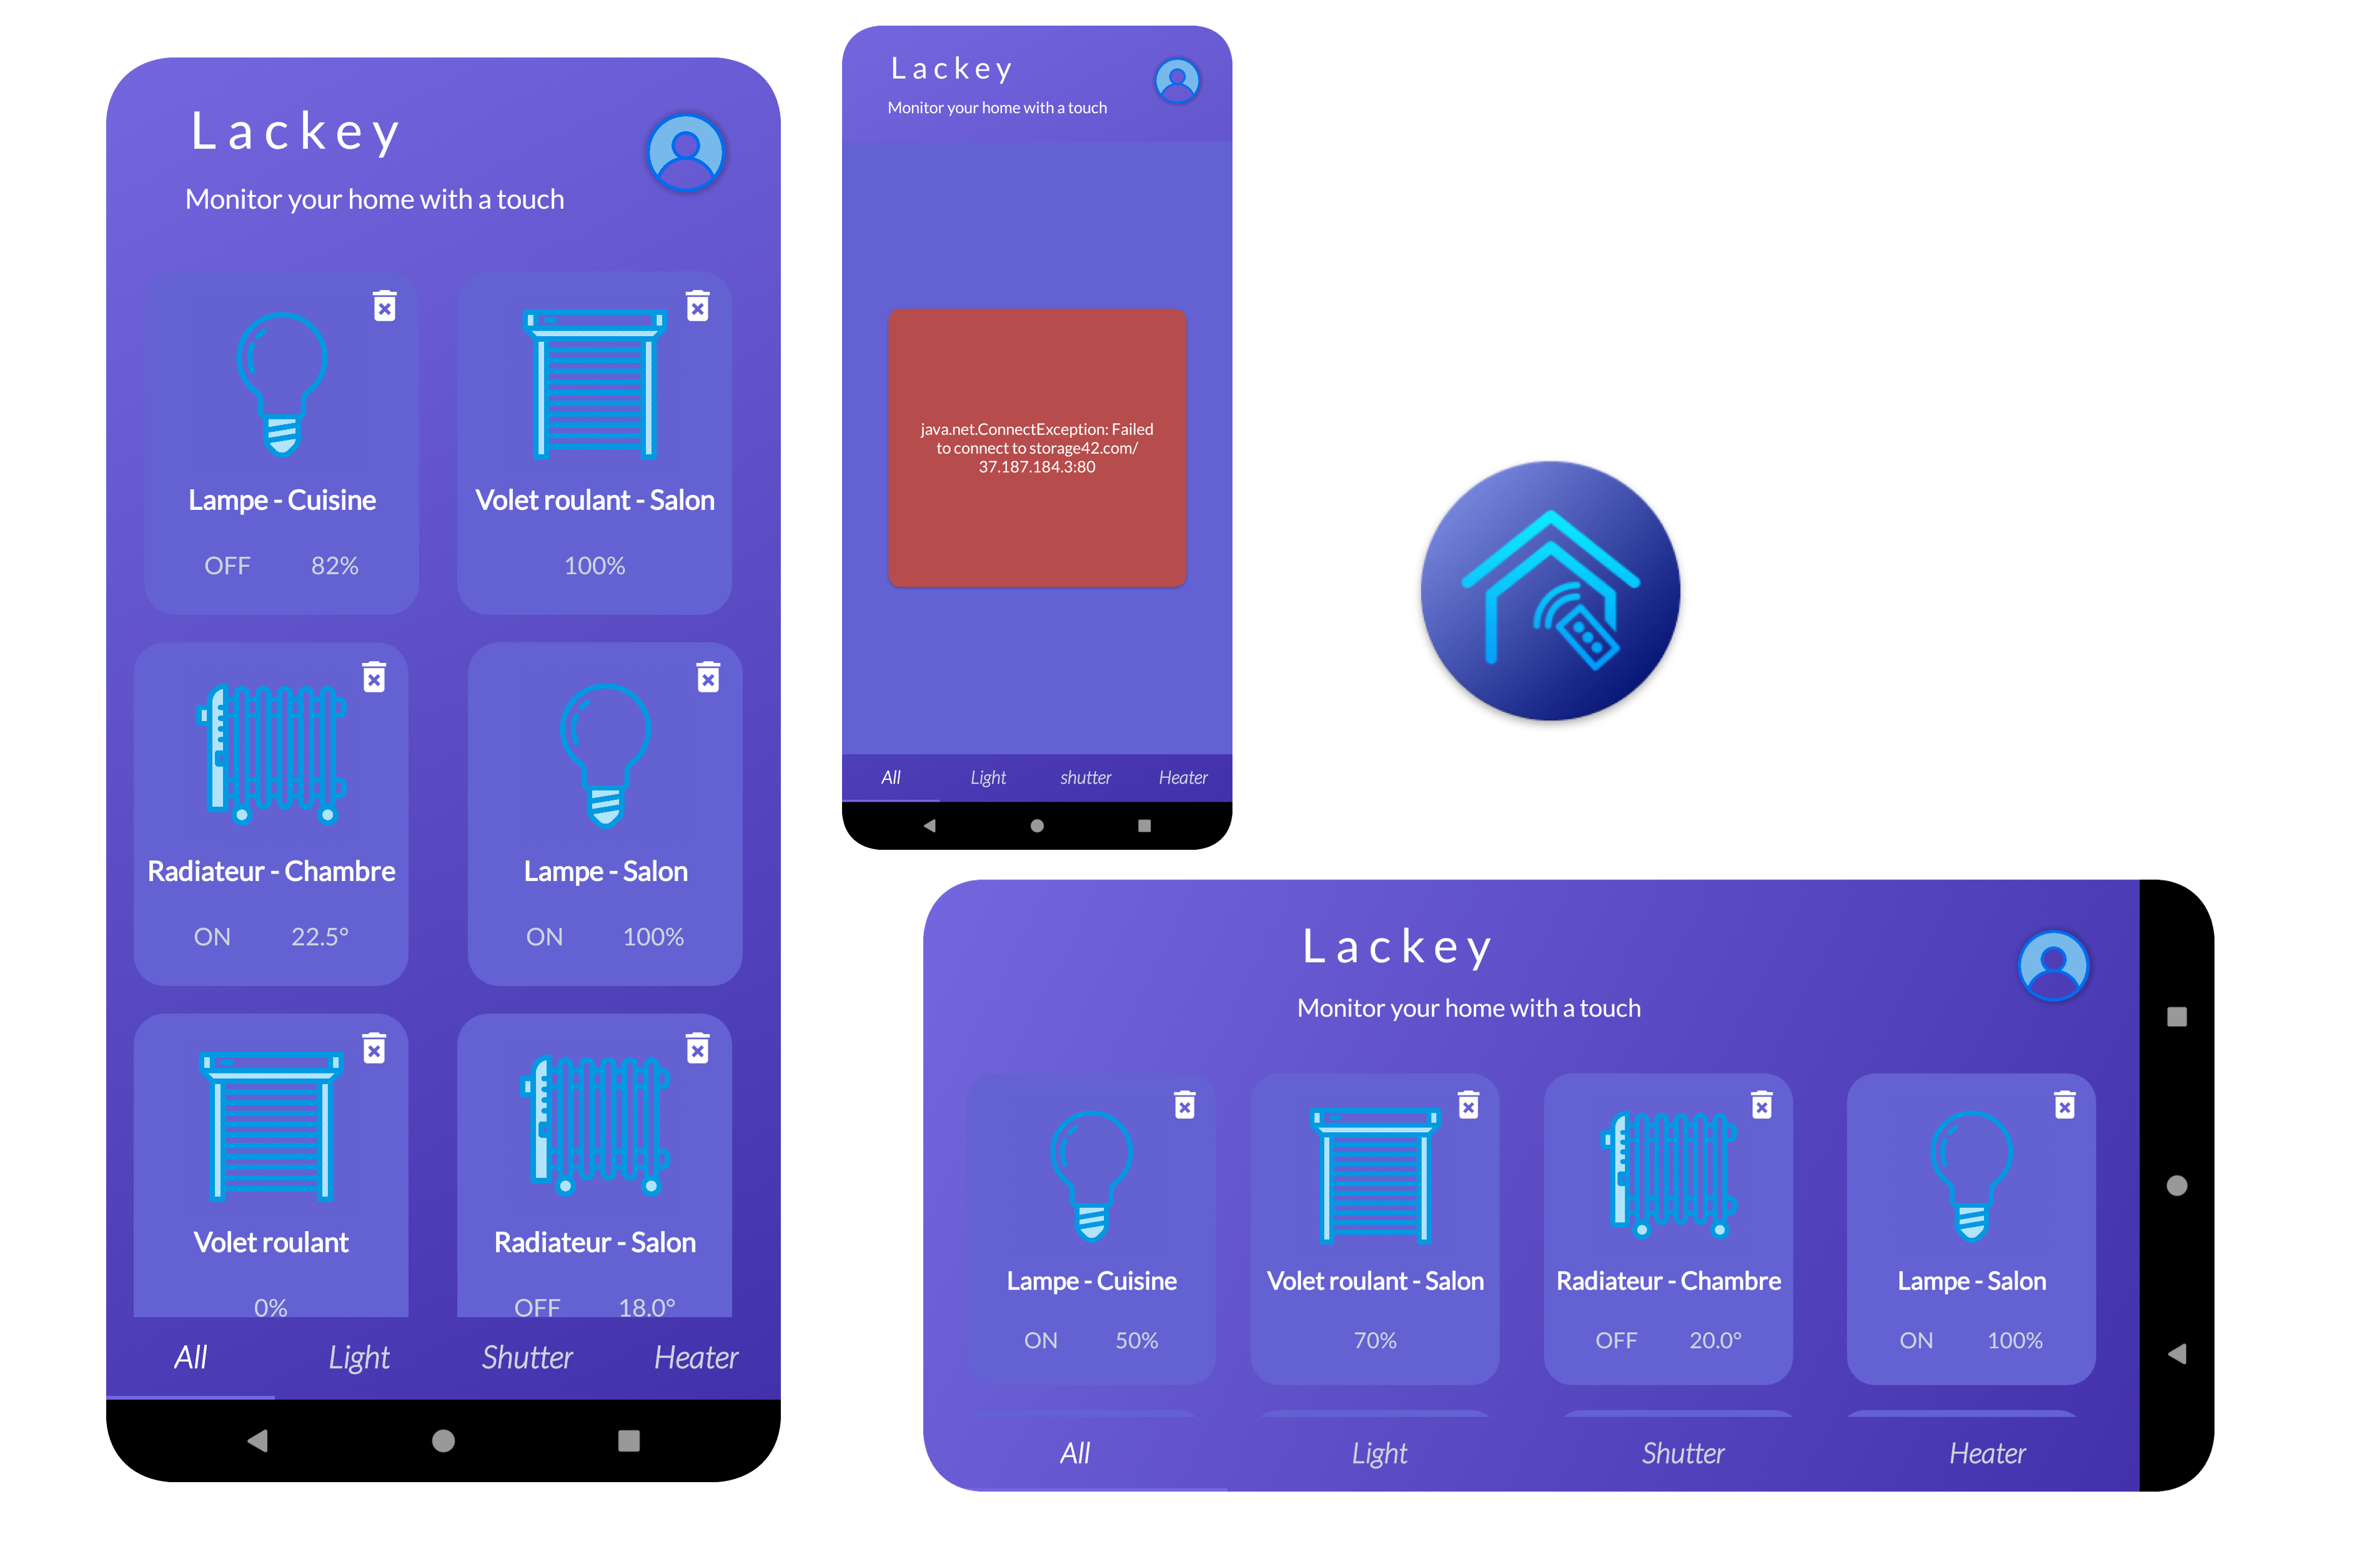 Lackey
Monitor your home with a touch
Lampe - Cuisine
OFF 82%
Volet roulant - Salon
100%
Radiateur - Chambre
ON 22.5°
Lampe - Salon
ON 100%
Volet roulant
0%
Radiateur - Salon
OFF 18.0°
All Light Shutter Heater
Lackey
Monitor your home with a touch
java.net.ConnectException: Failed
to connect to storage42.com/
37.187.184.3:80
All Light shutter Heater
Lackey
Monitor your home with a touch
Lampe - Cuisine
ON 50%
Volet roulant - Salon
70%
Radiateur - Chambre
OFF 20.0°
Lampe - Salon
ON 100%
All Light Shutter Heater